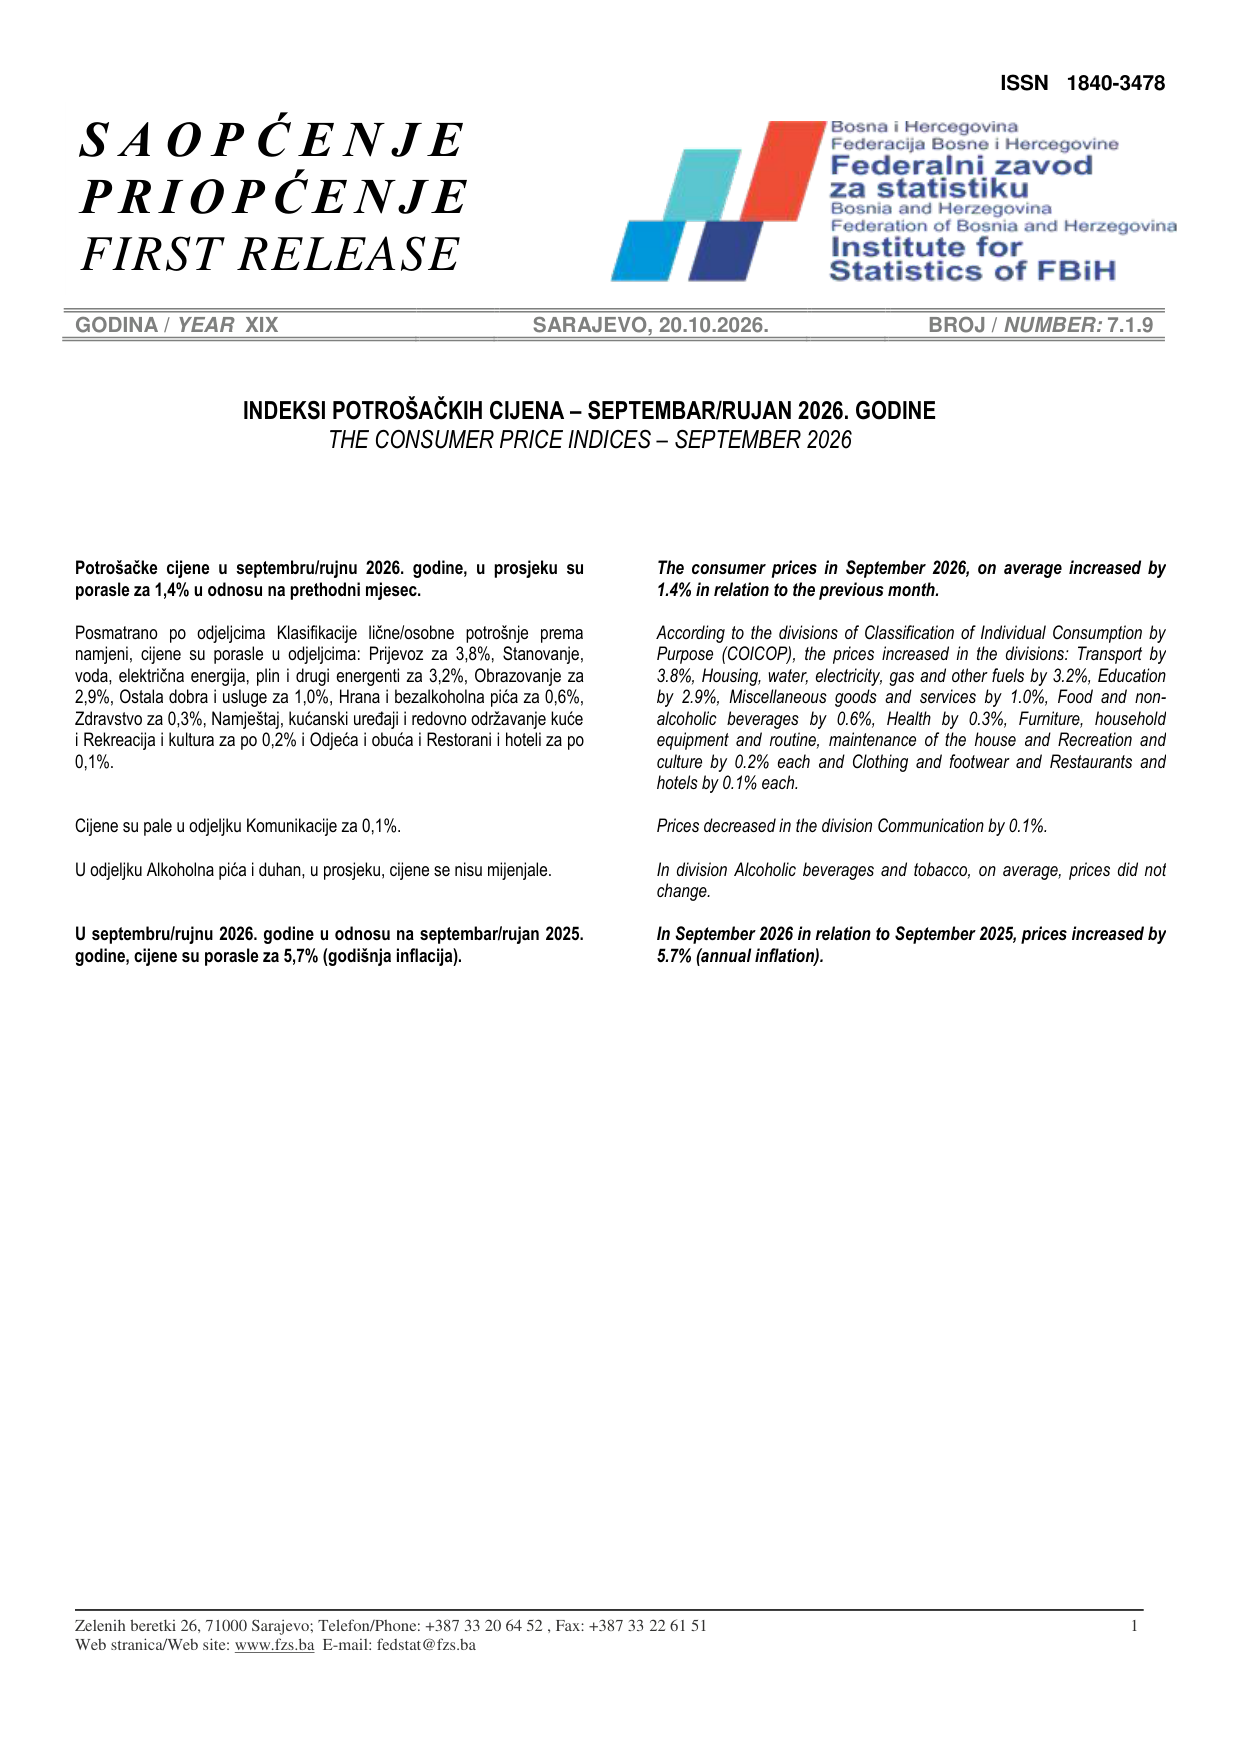 ISSN 1840-3478
SAOPĆENJE
PRIOPĆENJE
FIRST RELEASE
Bosna i Hercegovina
Federacija Bosne i Hercegovine
Federalni zavod
za statistiku
Bosnia and Herzegovina
Federation of Bosnia and Herzegovina
Institute for
Statistics of FBiH
GODINA / YEAR XIX SARAJEVO, 20.10.2026. BROJ / NUMBER: 7.1.9
INDEKSI POTROŠAČKIH CIJENA – SEPTEMBAR/RUJAN 2026. GODINE
THE CONSUMER PRICE INDICES – SEPTEMBER 2026
Potrošačke cijene u septembru/rujnu 2026. godine, u prosjeku su
porasle za 1,4% u odnosu na prethodni mjesec.
Posmatrano po odjeljcima Klasifikacije lične/osobne potrošnje prema
namjeni, cijene su porasle u odjeljcima: Prijevoz za 3,8%, Stanovanje,
voda, električna energija, plin i drugi energenti za 3,2%, Obrazovanje za
2,9%, Ostala dobra i usluge za 1,0%, Hrana i bezalkoholna pića za 0,6%,
Zdravstvo za 0,3%, Namještaj, kućanski uređaji i redovno održavanje kuće
i Rekreacija i kultura za po 0,2% i Odjeća i obuća i Restorani i hoteli za po
0,1%.
Cijene su pale u odjeljku Komunikacije za 0,1%.
U odjeljku Alkoholna pića i duhan, u prosjeku, cijene se nisu mijenjale.
U septembru/rujnu 2026. godine u odnosu na septembar/rujan 2025.
godine, cijene su porasle za 5,7% (godišnja inflacija).
The consumer prices in September 2026, on average increased by
1.4% in relation to the previous month.
According to the divisions of Classification of Individual Consumption by
Purpose (COICOP), the prices increased in the divisions: Transport by
3.8%, Housing, water, electricity, gas and other fuels by 3.2%, Education
by 2.9%, Miscellaneous goods and services by 1.0%, Food and non-
alcoholic beverages by 0.6%, Health by 0.3%, Furniture, household
equipment and routine, maintenance of the house and Recreation and
culture by 0.2% each and Clothing and footwear and Restaurants and
hotels by 0.1% each.
Prices decreased in the division Communication by 0.1%.
In division Alcoholic beverages and tobacco, on average, prices did not
change.
In September 2026 in relation to September 2025, prices increased by
5.7% (annual inflation).
Zelenih beretki 26, 71000 Sarajevo; Telefon/Phone: +387 33 20 64 52 , Fax: +387 33 22 61 51 1
Web stranica/Web site: www.fzs.ba E-mail: fedstat@fzs.ba